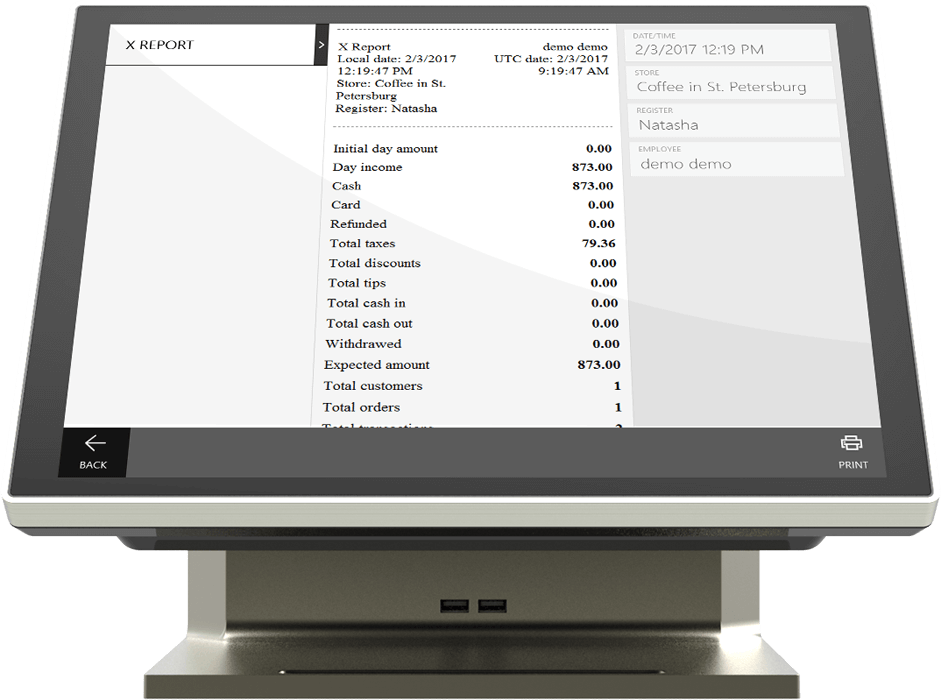 X REPORT
>
X Report demo demo
Local date: 2/3/2017 UTC date: 2/3/2017
12:19:47 PM 9:19:47 AM
Store: Coffee in St.
Petersburg
Register: Natasha
Initial day amount 0.00
Day income 873.00
Cash 873.00
Card 0.00
Refunded 0.00
Total taxes 79.36
Total discounts 0.00
Total tips 0.00
Total cash in 0.00
Total cash out 0.00
Withdrawed 0.00
Expected amount 873.00
Total customers 1
Total orders 1
DATE/TIME
2/3/2017 12:19 PM
STORE
Coffee in St. Petersburg
REGISTER
Natasha
EMPLOYEE
demo demo
BACK
PRINT